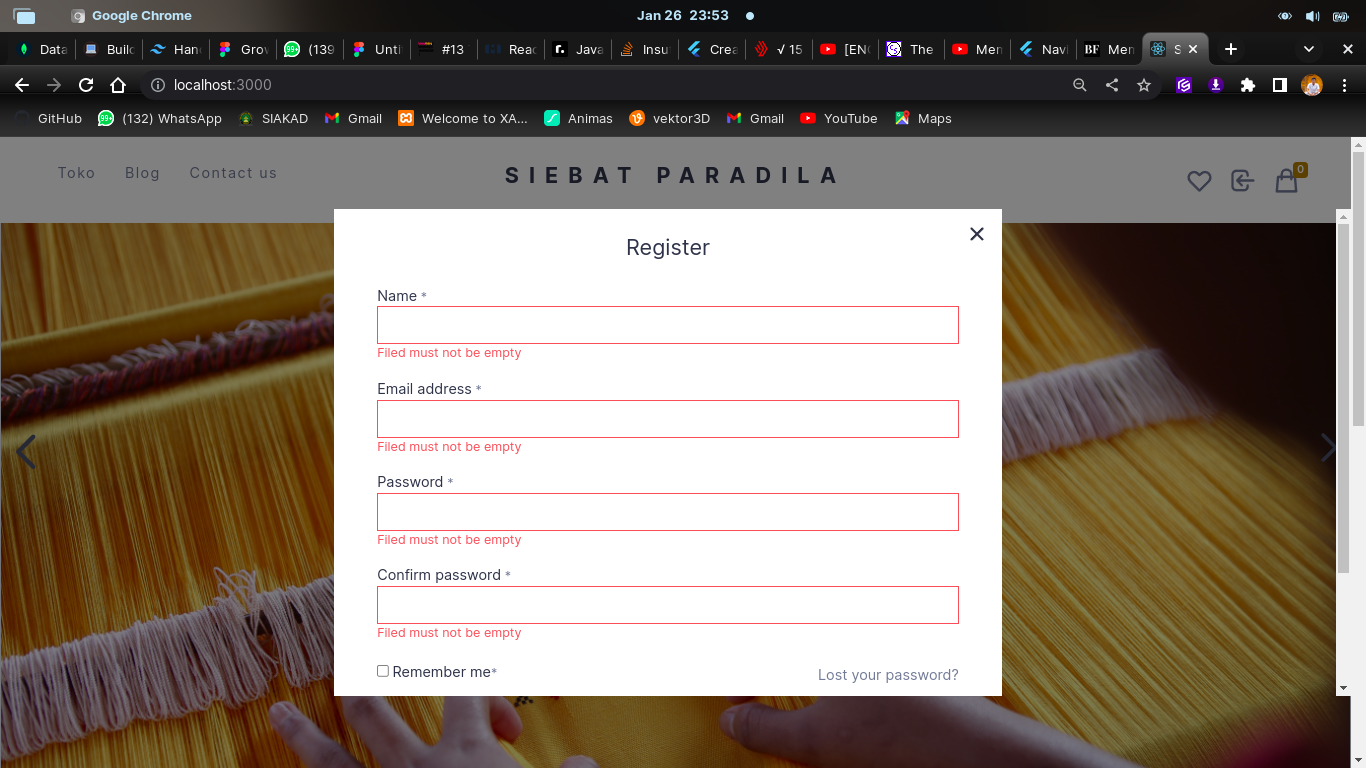 Google Chrome
Jan 26 23:53
Data
Build
Hand
Grov
(139
Unti
#13
Reac
Java
Insu
Crea
√ 15
[EN
The
Men
Navi
BF Men
S
localhost:3000
GitHub
99+ (132) WhatsApp
SIAKAD
Gmail
Welcome to XA...
Animas
vektor3D
Gmail
YouTube
Maps
Toko Blog Contact us
SIEBAT PARADILA
0
Register
Name *
Filed must not be empty
Email address *
Filed must not be empty
Password *
Filed must not be empty
Confirm password *
Filed must not be empty
Remember me*
Lost your password?